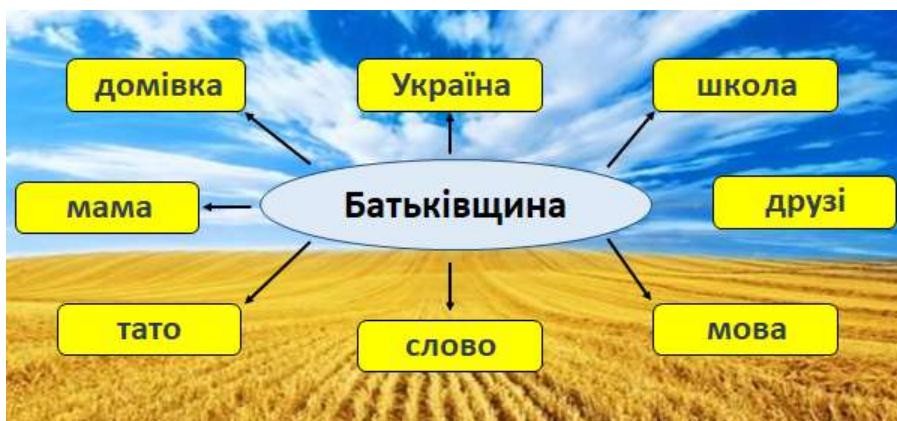 домівка
Україна
школа
мама
Батьківщина
друзі
тато
слово
мова